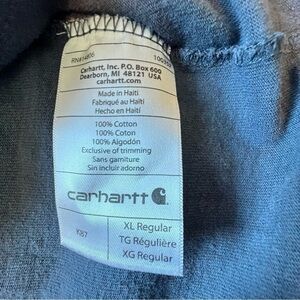 Carhartt, Inc. P.O. Box 600
Dearborn, MI 48121 USA
carhartt.com
Made in Haiti
Fabriqué au Haïti
Hecho en Haití
100% Cotton
100% Coton
100% Algodón
Exclusive of trimming
Sans garniture
Sin incluir adorno
carhartt
K87
XL Regular
TG Régulière
XG Regular